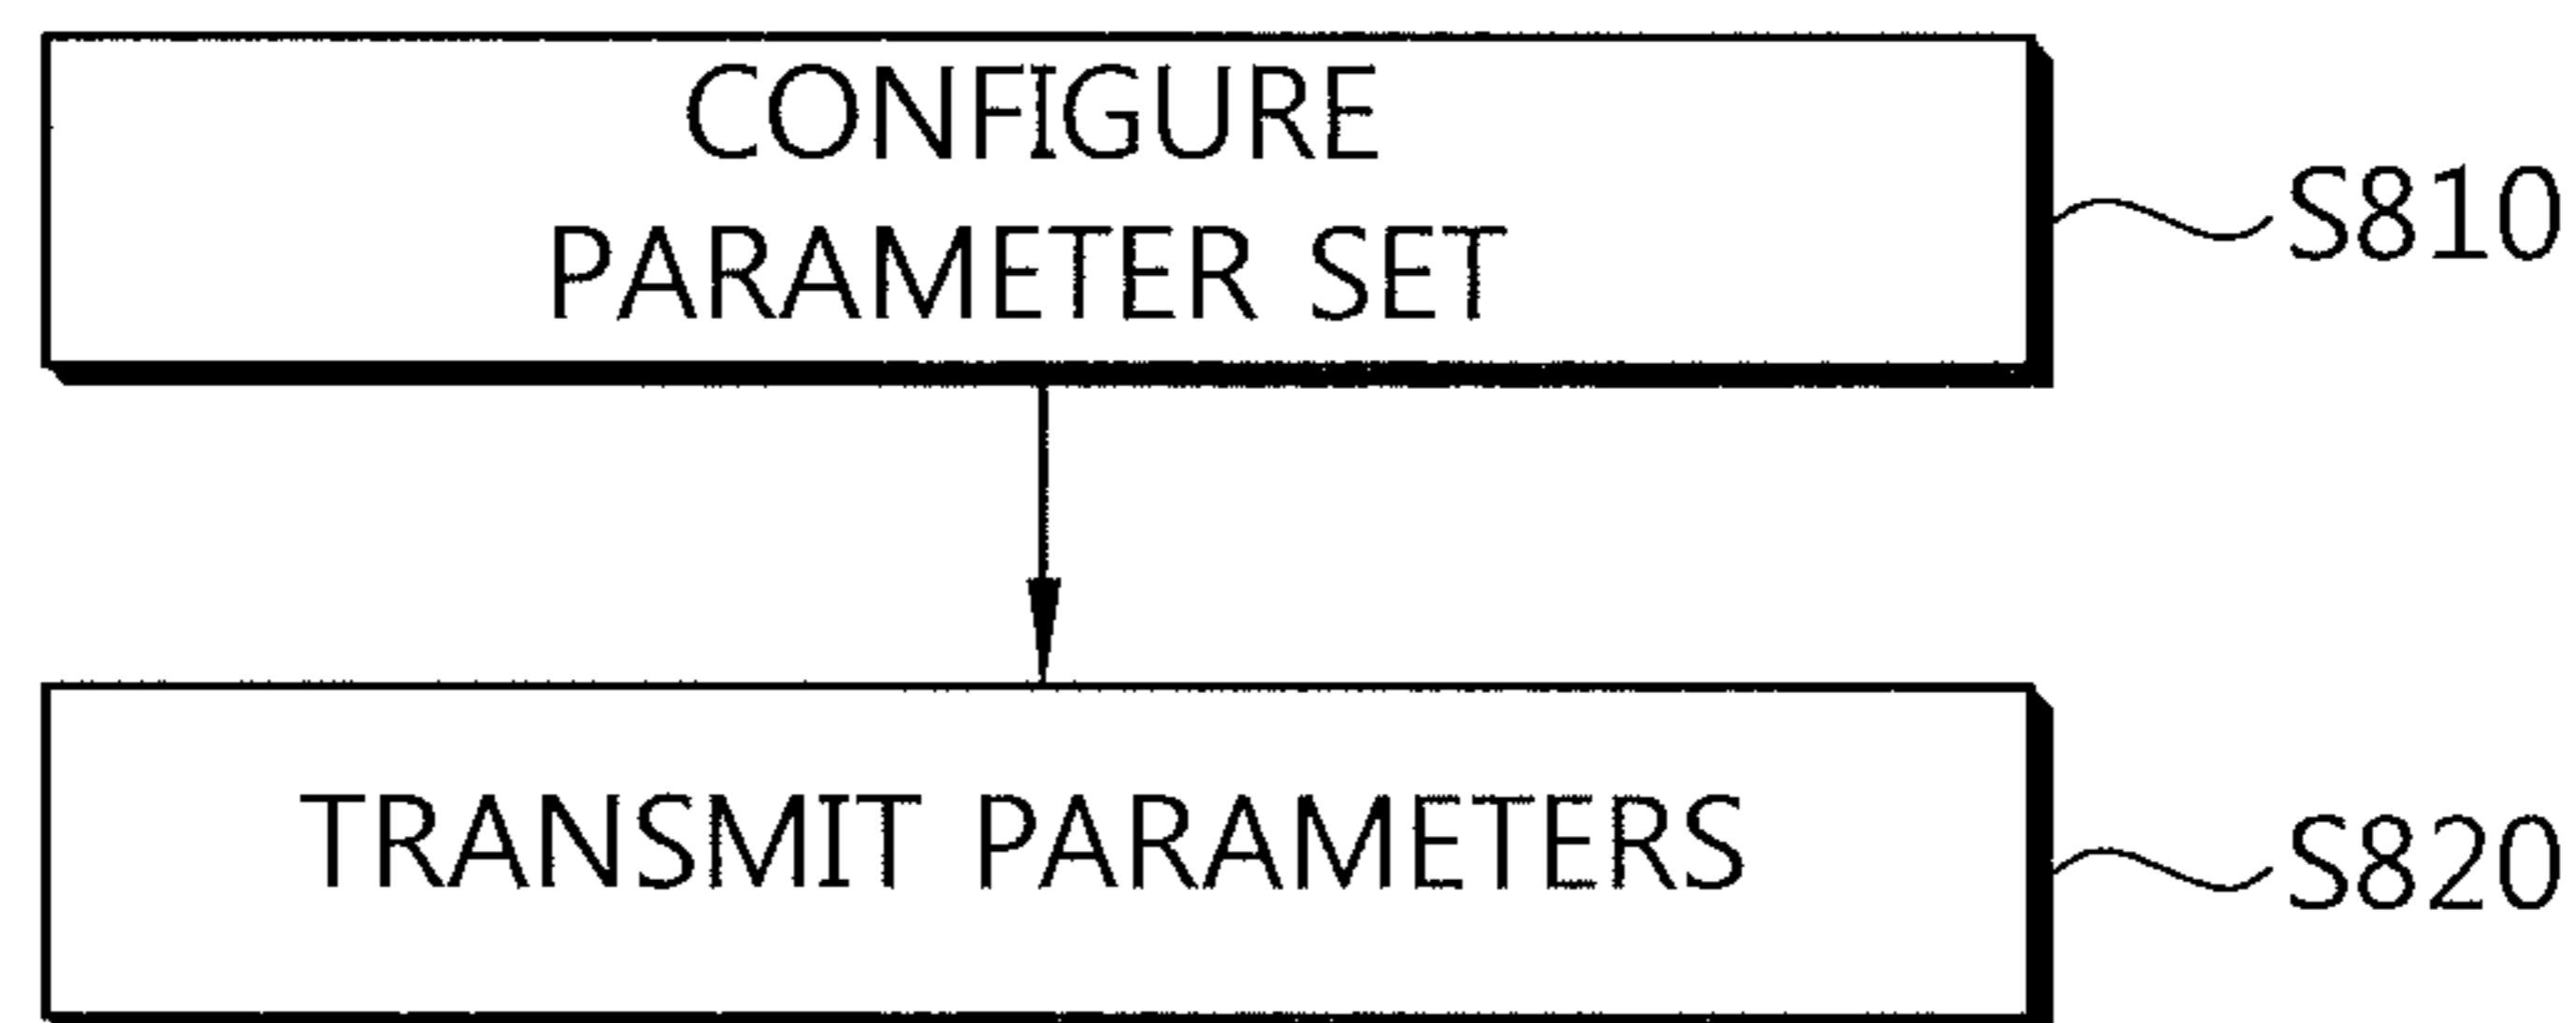 CONFIGURE
PARAMETER SET
S810
TRANSMIT PARAMETERS
S820